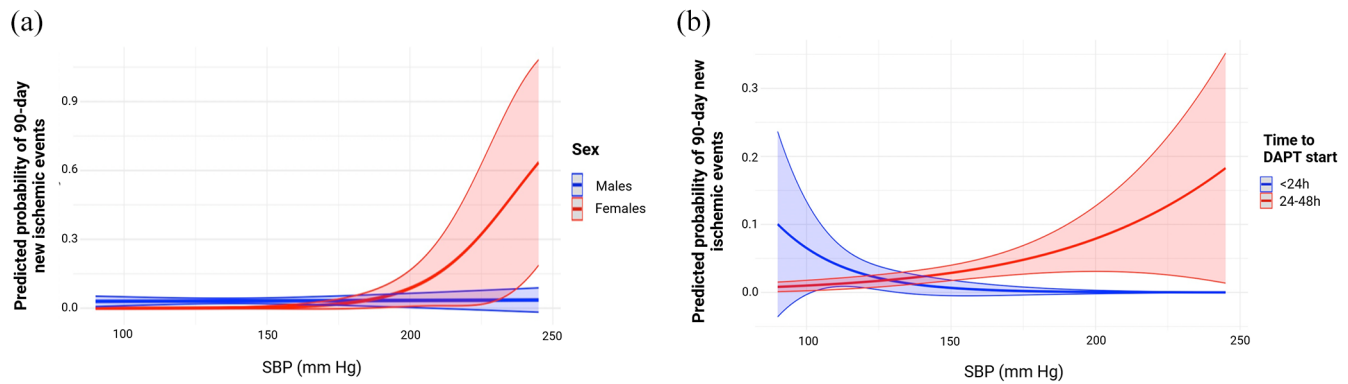 (a)
Predicted probability of 90-day
new ischemic events
0.9
0.6
0.3
0.0
100
150
200
250
SBP (mm Hg)
Sex
Males
Females
(b)
Predicted probability of 90-day new
ischemic events
0.3
0.2
0.1
0.0
100
150
200
250
SBP (mm Hg)
Time to
DAPT start
<24h
24-48h